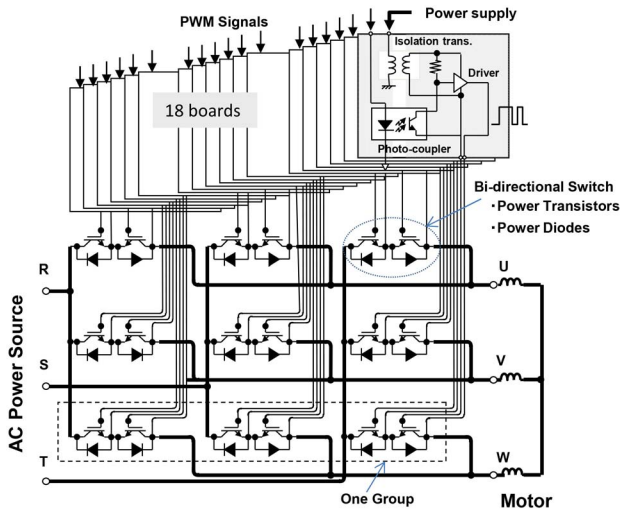 PWM Signals
Power supply
Isolation trans.
Driver
18 boards
Photo-coupler
Bi-directional Switch
・Power Transistors
・Power Diodes
R
U
AC Power Source
S
V
T
W
One Group
Motor